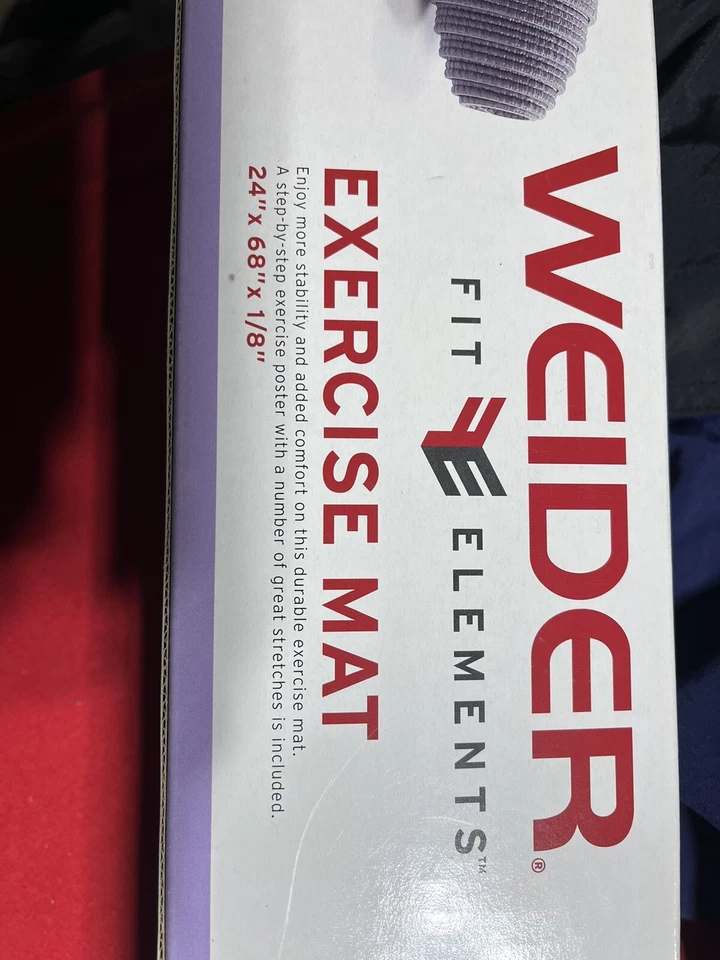 WEIDER®
FIT FE ELEMENTS™
EXERCISE MAT
Enjoy more stability and added comfort on this durable exercise mat.
A step-by-step exercise poster with a number of great stretches is included.
24" x 68" x 1/8"